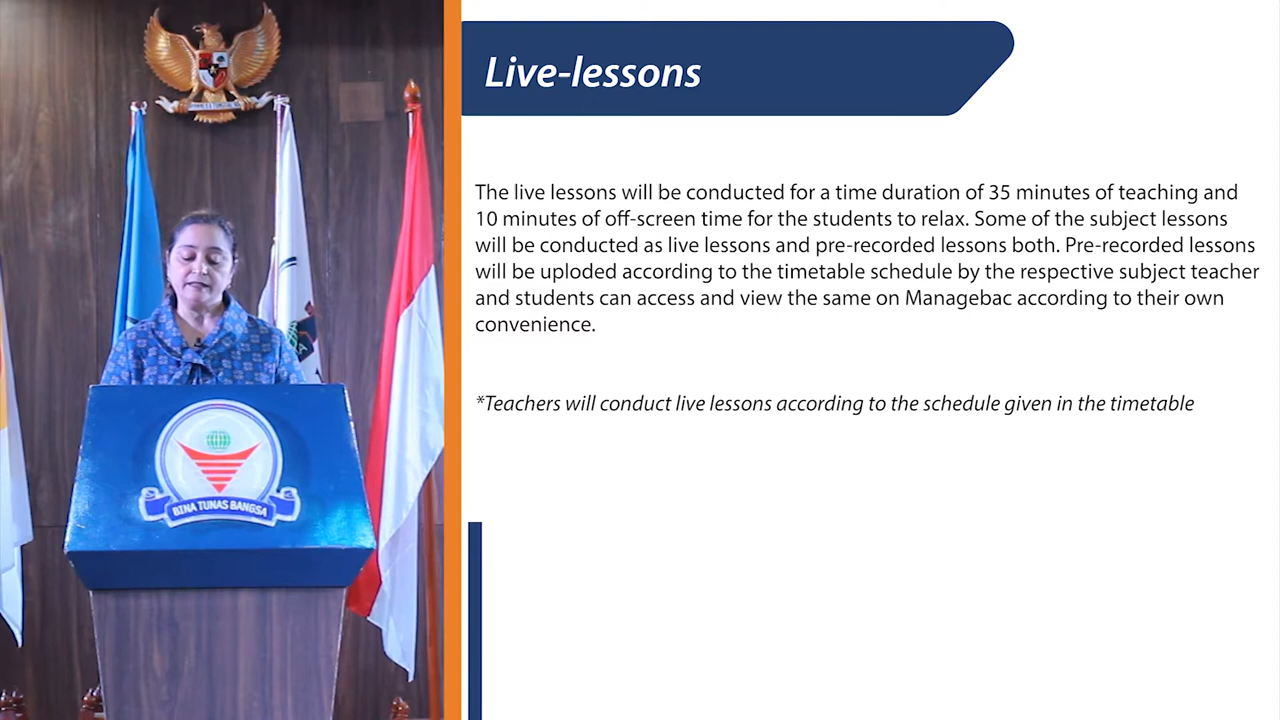 Live-lessons
The live lessons will be conducted for a time duration of 35 minutes of teaching and
10 minutes of off-screen time for the students to relax. Some of the subject lessons
will be conducted as live lessons and pre-recorded lessons both. Pre-recorded lessons
will be uploded according to the timetable schedule by the respective subject teacher
and students can access and view the same on Managebac according to their own
convenience.
*Teachers will conduct live lessons according to the schedule given in the timetable
BINA TUNAS BANGSA